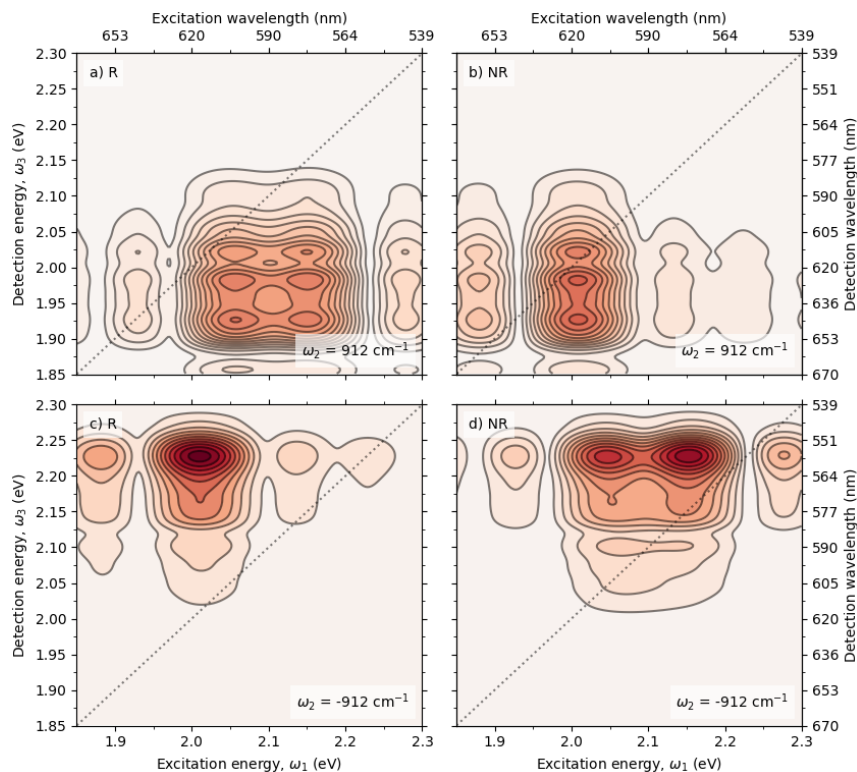 Excitation wavelength (nm) Excitation wavelength (nm)
653 620 590 564 539 653 620 590 564 539
2.30 a) R b) NR 539
2.25 551
2.20 564
2.15 577
2.10 590
2.05 605
2.00 620
1.95 636
1.90 653
1.85 ω₂ = 912 cm⁻¹ ω₂ = 912 cm⁻¹ 670
Detection energy, ω₃ (eV) Detection wavelength (nm)
2.30 c) R d) NR 539
2.25 551
2.20 564
2.15 577
2.10 590
2.05 605
2.00 620
1.95 636
1.90 653
1.85 ω₂ = -912 cm⁻¹ ω₂ = -912 cm⁻¹ 670
Detection energy, ω₃ (eV) Detection wavelength (nm)
1.9 2.0 2.1 2.2 2.3 1.9 2.0 2.1 2.2 2.3
Excitation energy, ω₁ (eV) Excitation energy, ω₁ (eV)